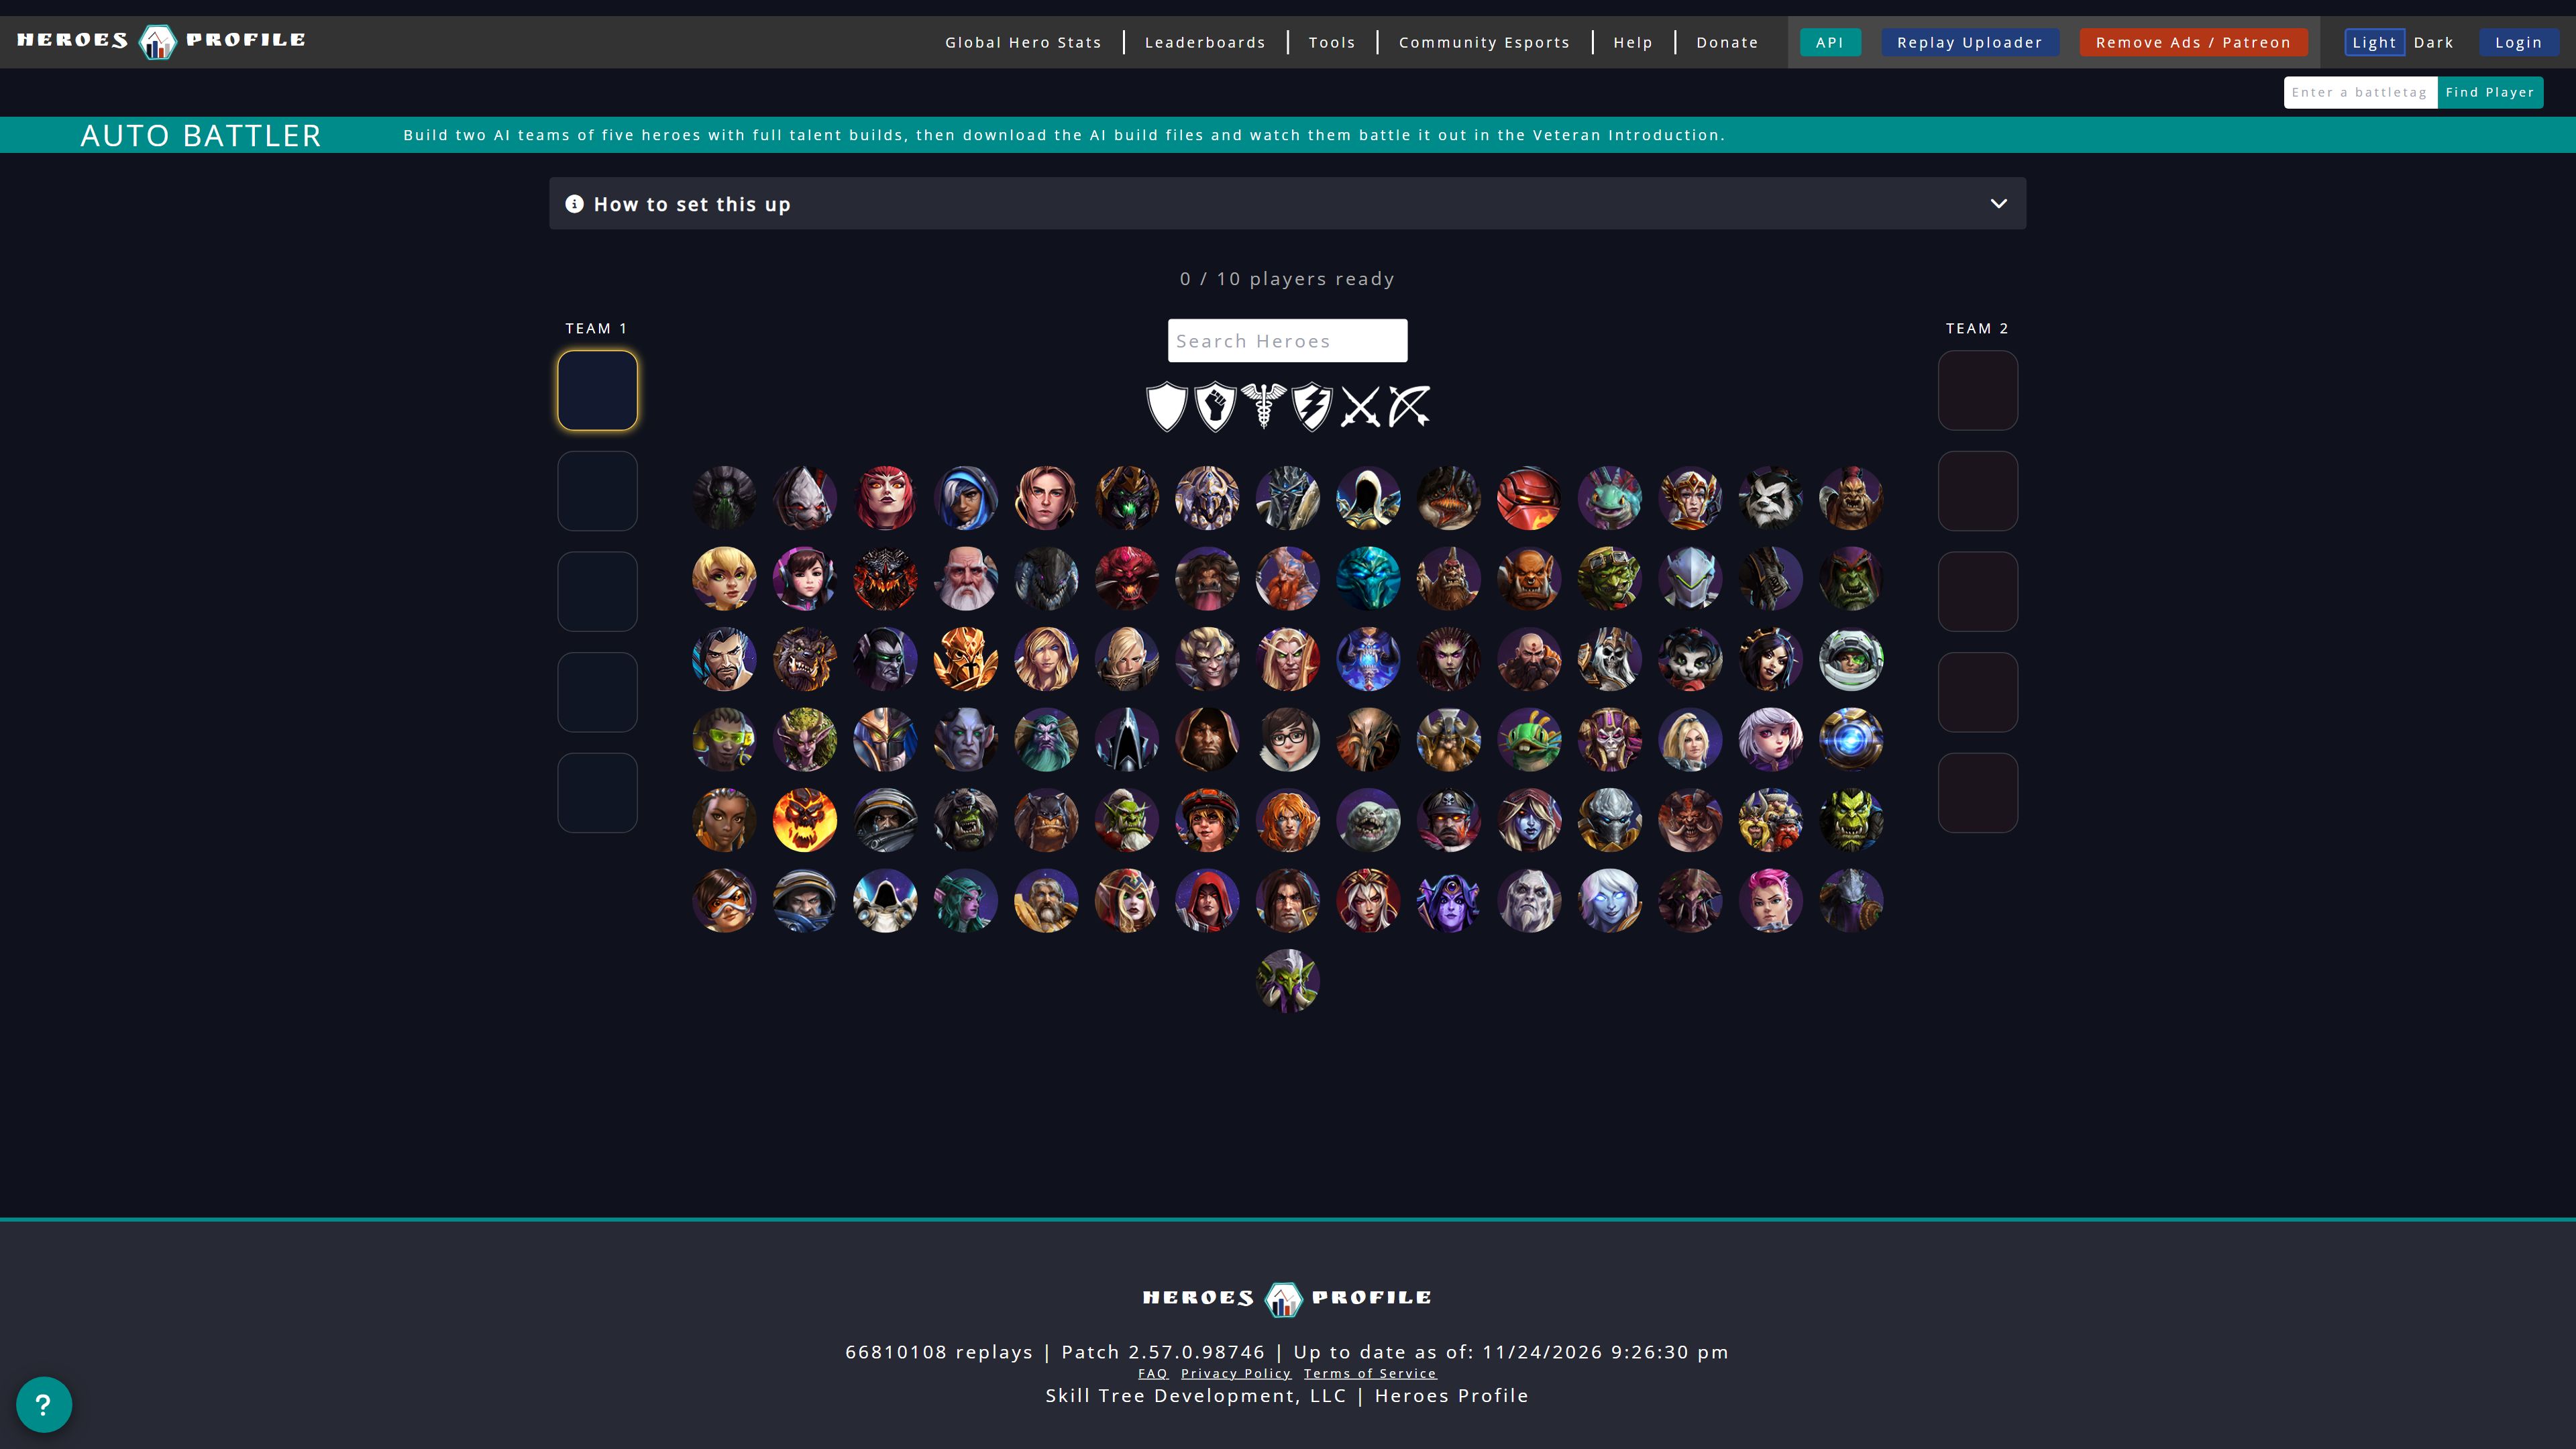 HEROES PROFILE
Global Hero Stats
Leaderboards
Tools
Community Esports
Help
Donate
API
Replay Uploader
Remove Ads / Patreon
Light
Dark
Login
Enter a battletag
Find Player
AUTO BATTLER
Build two AI teams of five heroes with full talent builds, then download the AI build files and watch them battle it out in the Veteran Introduction.
How to set this up
0 / 10 players ready
TEAM 1
Search Heroes
TEAM 2
HEROES PROFILE
66810108 replays | Patch 2.57.0.98746 | Up to date as of: 11/24/2026 9:26:30 pm
FAQ Privacy Policy Terms of Service
Skill Tree Development, LLC | Heroes Profile
?